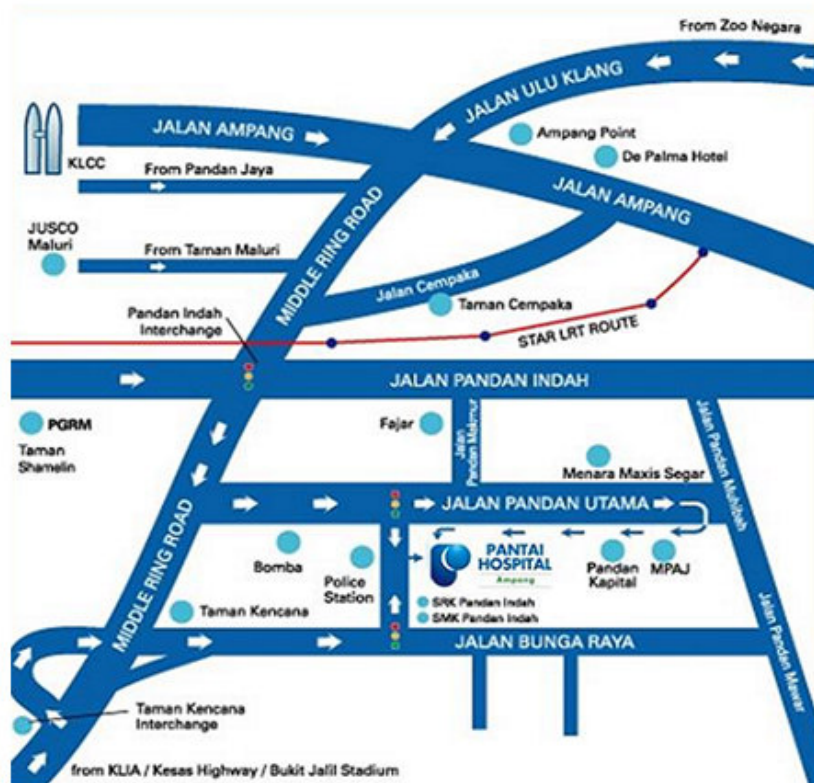 From Zoo Negara
JALAN ULU KLANG
JALAN AMPANG
Ampang Point
De Palma Hotel
KLCC
From Pandan Jaya
JALAN AMPANG
JUSCO
Maluri
From Taman Maluri
MIDDLE RING ROAD
Jalan Cempaka
Taman Cempaka
Pandan Indah
Interchange
STAR LRT ROUTE
JALAN PANDAN INDAH
PGRM
Taman
Shamelin
Fajar
Jalan
Pandan Makmur
Jalan Pandan Muhibah
Menara Maxis Segar
JALAN PANDAN UTAMA
Bomba
Police
Station
PANTAI
HOSPITAL
Ampang
Pandan
Kapital
MPAJ
MIDDLE RING ROAD
Taman Kencana
SRK Pandan Indah
SMK Pandan Indah
JALAN BUNGA RAYA
Jalan Pandan Mawar
Taman Kencana
Interchange
from KLIA / Kesas Highway / Bukit Jalil Stadium